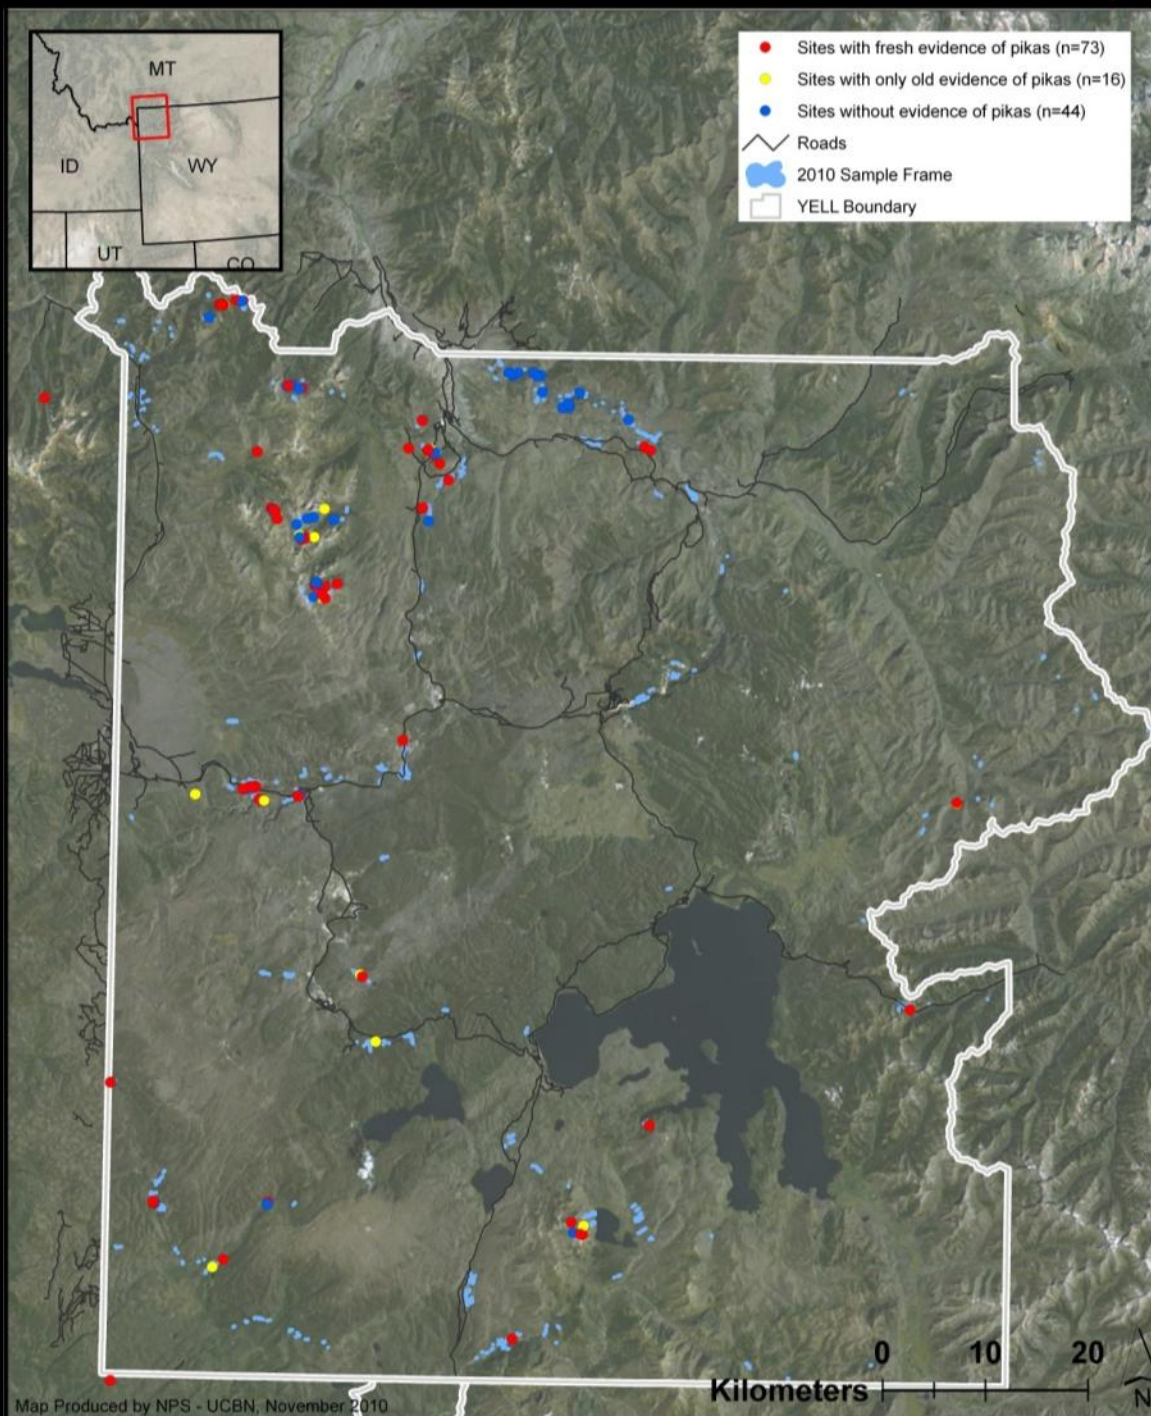 MT
ID
WY
UT
CO
Sites with fresh evidence of pikas (n=73)
Sites with only old evidence of pikas (n=16)
Sites without evidence of pikas (n=44)
Roads
2010 Sample Frame
YELL Boundary
0 10 20
Kilometers
N
Map Produced by NPS - UCBN, November 2010